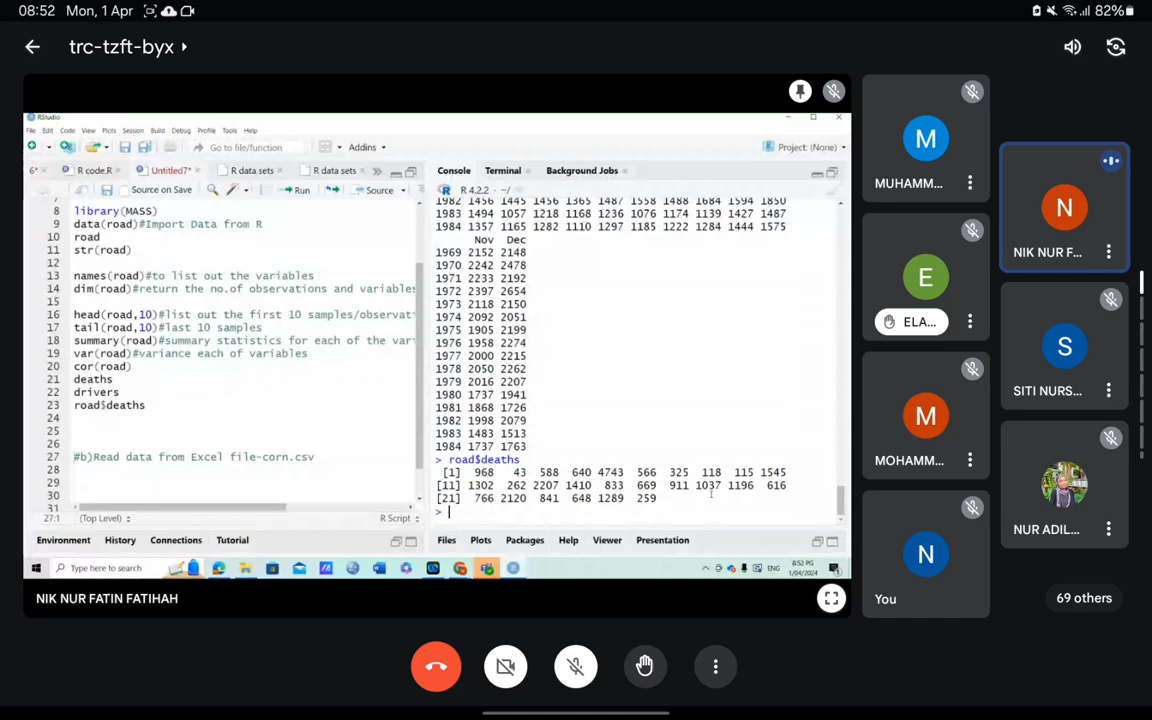 08:52 Mon, 1 Apr
82%
trc-tzft-byx
RStudio
File Edit Code View Plots Session Build Debug Profile Tools Help
Go to file/function
Addins
Project: (None)
6* R code.R Untitled7* R data sets R data sets
Source on Save
Run
Source
8 library(MASS)
9 data(road)#Import Data from R
10 road
11 str(road)
12
13 names(road)#to list out the variables
14 dim(road)#return the no.of observations and variables
15
16 head(road,10)#list out the first 10 samples/observati
17 tail(road,10)#last 10 samples
18 summary(road)#summary statistics for each of the var
19 var(road)#variance each of variables
20 cor(road)
21 deaths
22 drivers
23 road$deaths
24
25
26
27 #b)Read data from Excel file-corn.csv
28
29
30
31
27:1 (Top Level) R Script
Environment History Connections Tutorial
Console Terminal Background Jobs
R 4.2.2 · ~/
1982 1456 1445 1456 1365 1487 1558 1488 1684 1594 1850
1983 1494 1057 1218 1168 1236 1076 1174 1139 1427 1487
1984 1357 1165 1282 1110 1297 1185 1222 1284 1444 1575
Nov Dec
1969 2152 2148
1970 2242 2478
1971 2233 2192
1972 2397 2654
1973 2118 2150
1974 2092 2051
1975 1905 2199
1976 1958 2274
1977 2000 2215
1978 2050 2262
1979 2016 2207
1980 1737 1941
1981 1868 1726
1982 1998 2079
1983 1483 1513
1984 1737 1763
> road$deaths
[1] 968 43 588 640 4743 566 325 118 115 1545
[11] 1302 262 2207 1410 833 669 911 1037 1196 616
[21] 766 2120 841 648 1289 259
>
Files Plots Packages Help Viewer Presentation
Type here to search
ENG
8:52 PG
1/04/2024
NIK NUR FATIN FATIHAH
M
MUHAMM...
E
ELA...
M
MOHAMM...
N
You
N
NIK NUR F...
S
SITI NURS...
NUR ADIL...
69 others